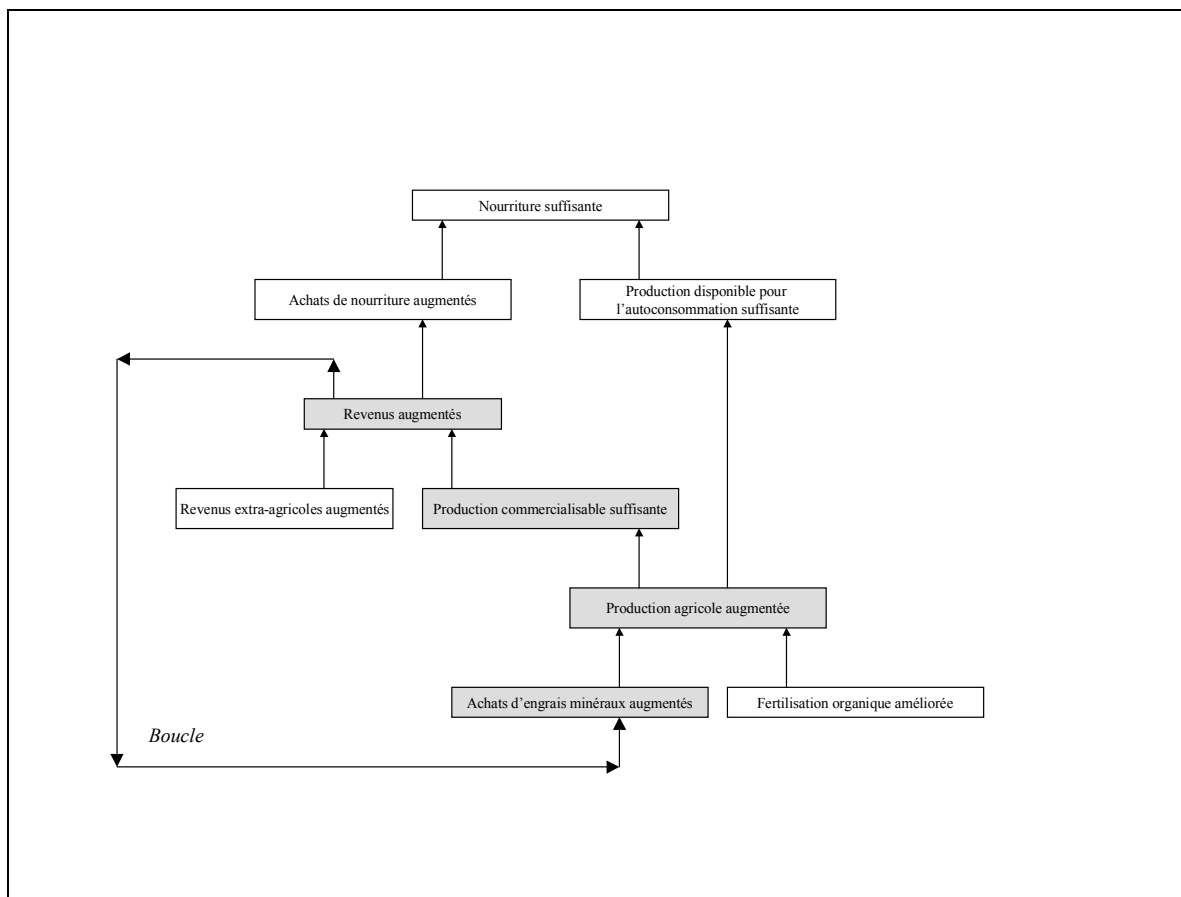 Nourriture suffisante
Achats de nourriture augmentés
Production disponible pour
l’autoconsommation suffisante
Revenus augmentés
Revenus extra-agricoles augmentés
Production commercialisable suffisante
Production agricole augmentée
Achats d’engrais minéraux augmentés
Fertilisation organique améliorée
Boucle